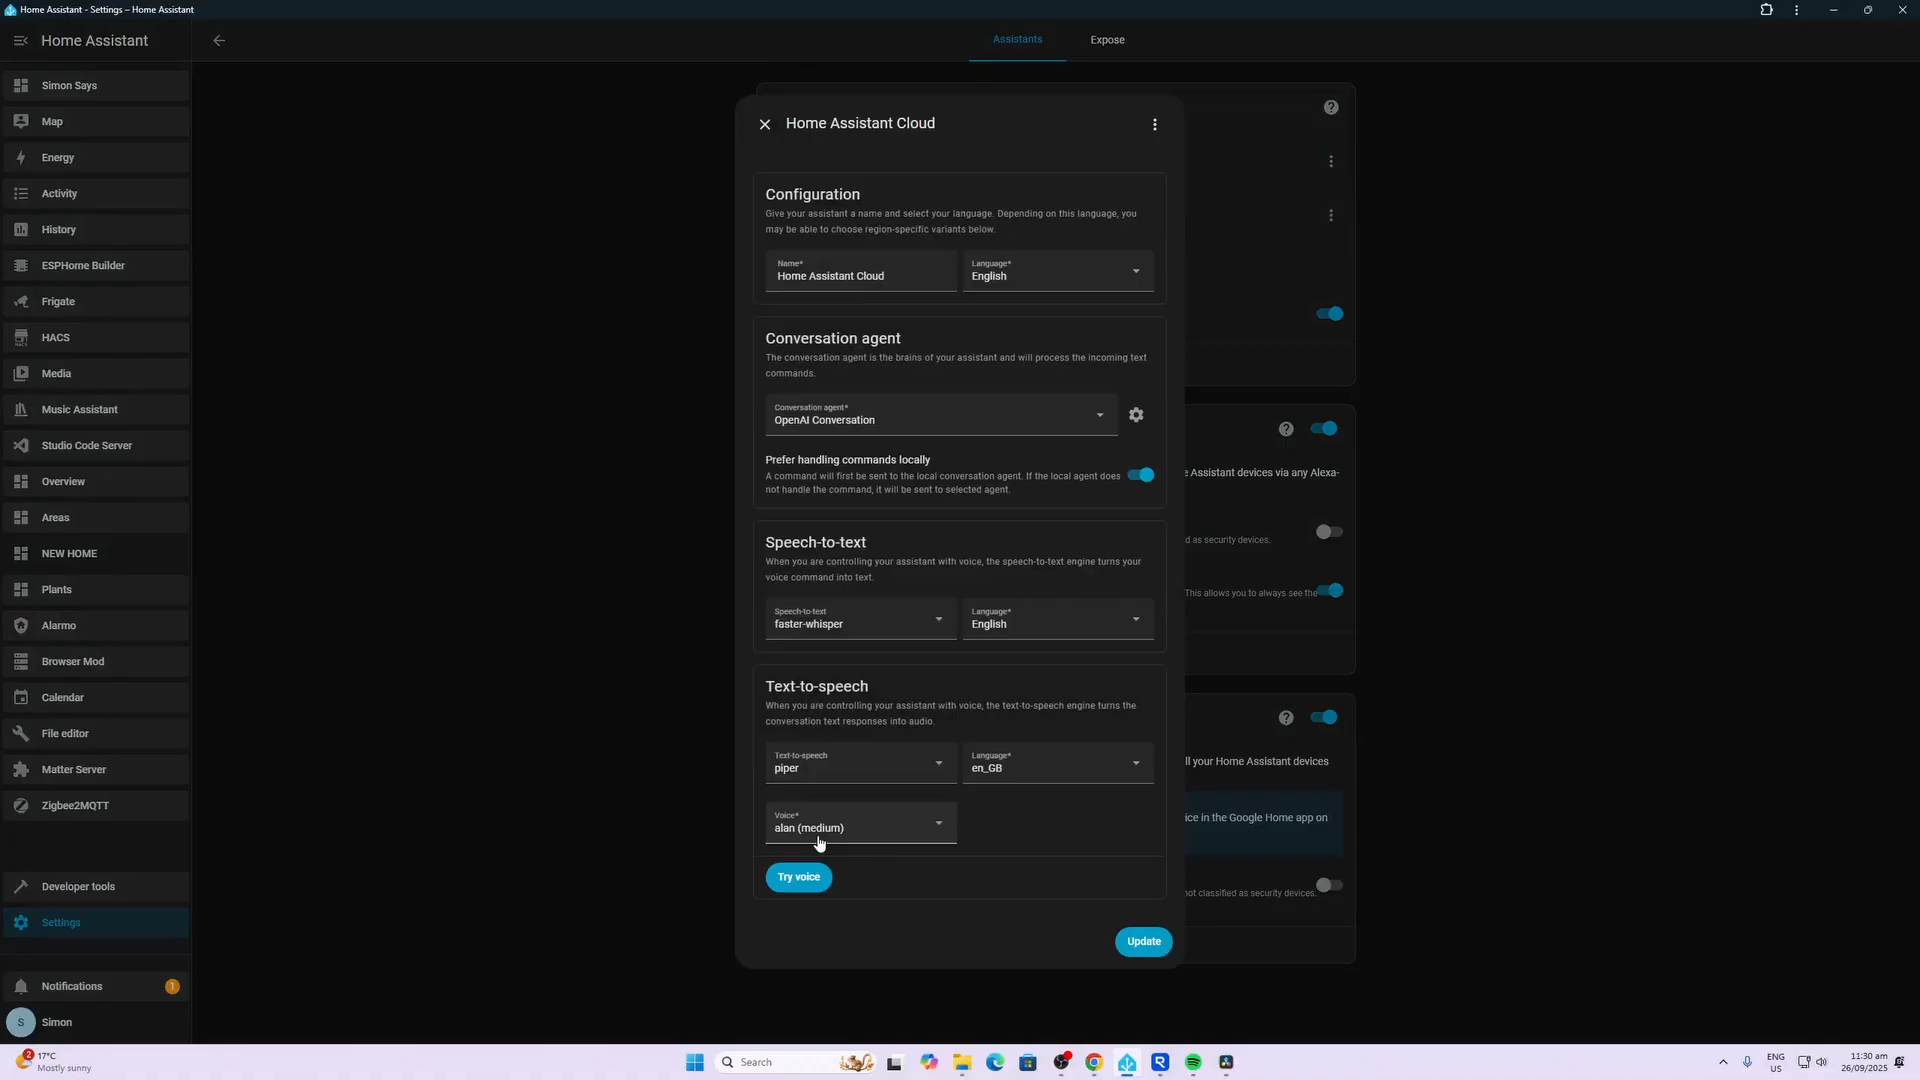 Home Assistant - Settings – Home Assistant
Home Assistant
Assistants
Expose
Simon Says
Map
Energy
Activity
History
ESPHome Builder
Frigate
HACS
Media
Music Assistant
Studio Code Server
Overview
Areas
NEW HOME
Plants
Alarmo
Browser Mod
Calendar
File editor
Matter Server
Zigbee2MQTT
Developer tools
Settings
Notifications
1
S
Simon
Home Assistant Cloud
Configuration
Give your assistant a name and select your language. Depending on this language, you
may be able to choose region-specific variants below.
Name*
Home Assistant Cloud
Language*
English
Conversation agent
The conversation agent is the brains of your assistant and will process the incoming text
commands.
Conversation agent*
OpenAI Conversation
Prefer handling commands locally
A command will first be sent to the local conversation agent. If the local agent does
not handle the command, it will be sent to selected agent.
Speech-to-text
When you are controlling your assistant with voice, the speech-to-text engine turns your
voice command into text.
Speech-to-text
faster-whisper
Language*
English
Text-to-speech
When you are controlling your assistant with voice, the text-to-speech engine turns the
conversation text responses into audio.
Text-to-speech
piper
Language*
en_GB
Voice*
alan (medium)
Try voice
Update
e Assistant devices via any Alexa-
d as security devices.
This allows you to always see the
ll your Home Assistant devices
ice in the Google Home app on
not classified as security devices.
2
17°C
Mostly sunny
Search
ENG
US
11:30 am
26/09/2025